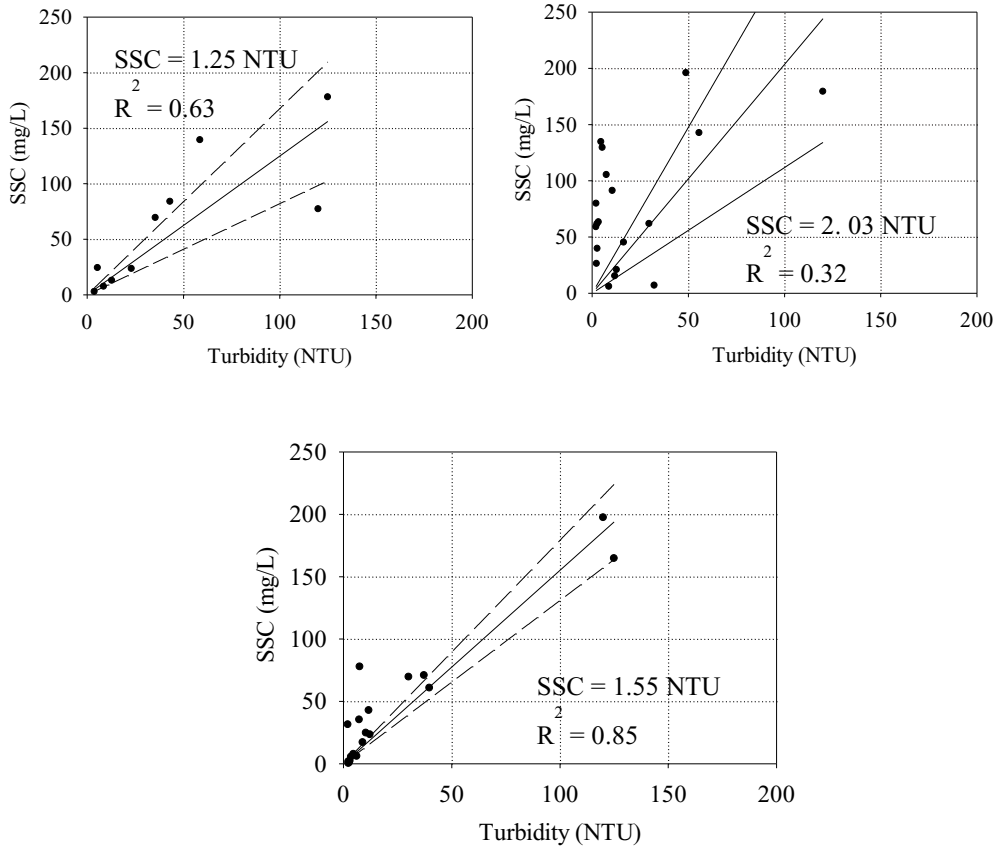 SSC (mg/L)
250
200
150
100
50
0
SSC = 1.25 NTU
2
R = 0.63
0 50 100 150 200
Turbidity (NTU)
SSC (mg/L)
250
200
150
100
50
0
SSC = 2. 03 NTU
2
R = 0.32
0 50 100 150 200
Turbidity (NTU)
SSC (mg/L)
250
200
150
100
50
0
SSC = 1.55 NTU
2
R = 0.85
0 50 100 150 200
Turbidity (NTU)